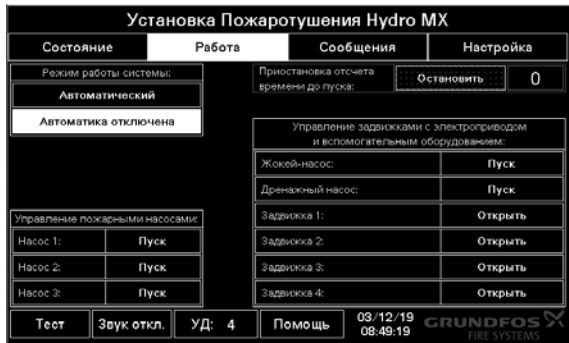 Установка Пожаротушения Hydro MX
Состояние Работа Сообщения Настройка
Режим работы системы:
Автоматический
Автоматика отключена
Приостановка отсчета
времени до пуска:
Остановить 0
Управление задвижками с электроприводом
и вспомогательным оборудованием:
Жокей-насос: Пуск
Дренажный насос: Пуск
Задвижка 1: Открыть
Задвижка 2: Открыть
Задвижка 3: Открыть
Задвижка 4: Открыть
Управление пожарными насосами:
Насос 1: Пуск
Насос 2: Пуск
Насос 3: Пуск
Тест Звук откл. УД: 4 Помощь
03/12/19
08:49:19
GRUNDFOS
FIRE SYSTEMS